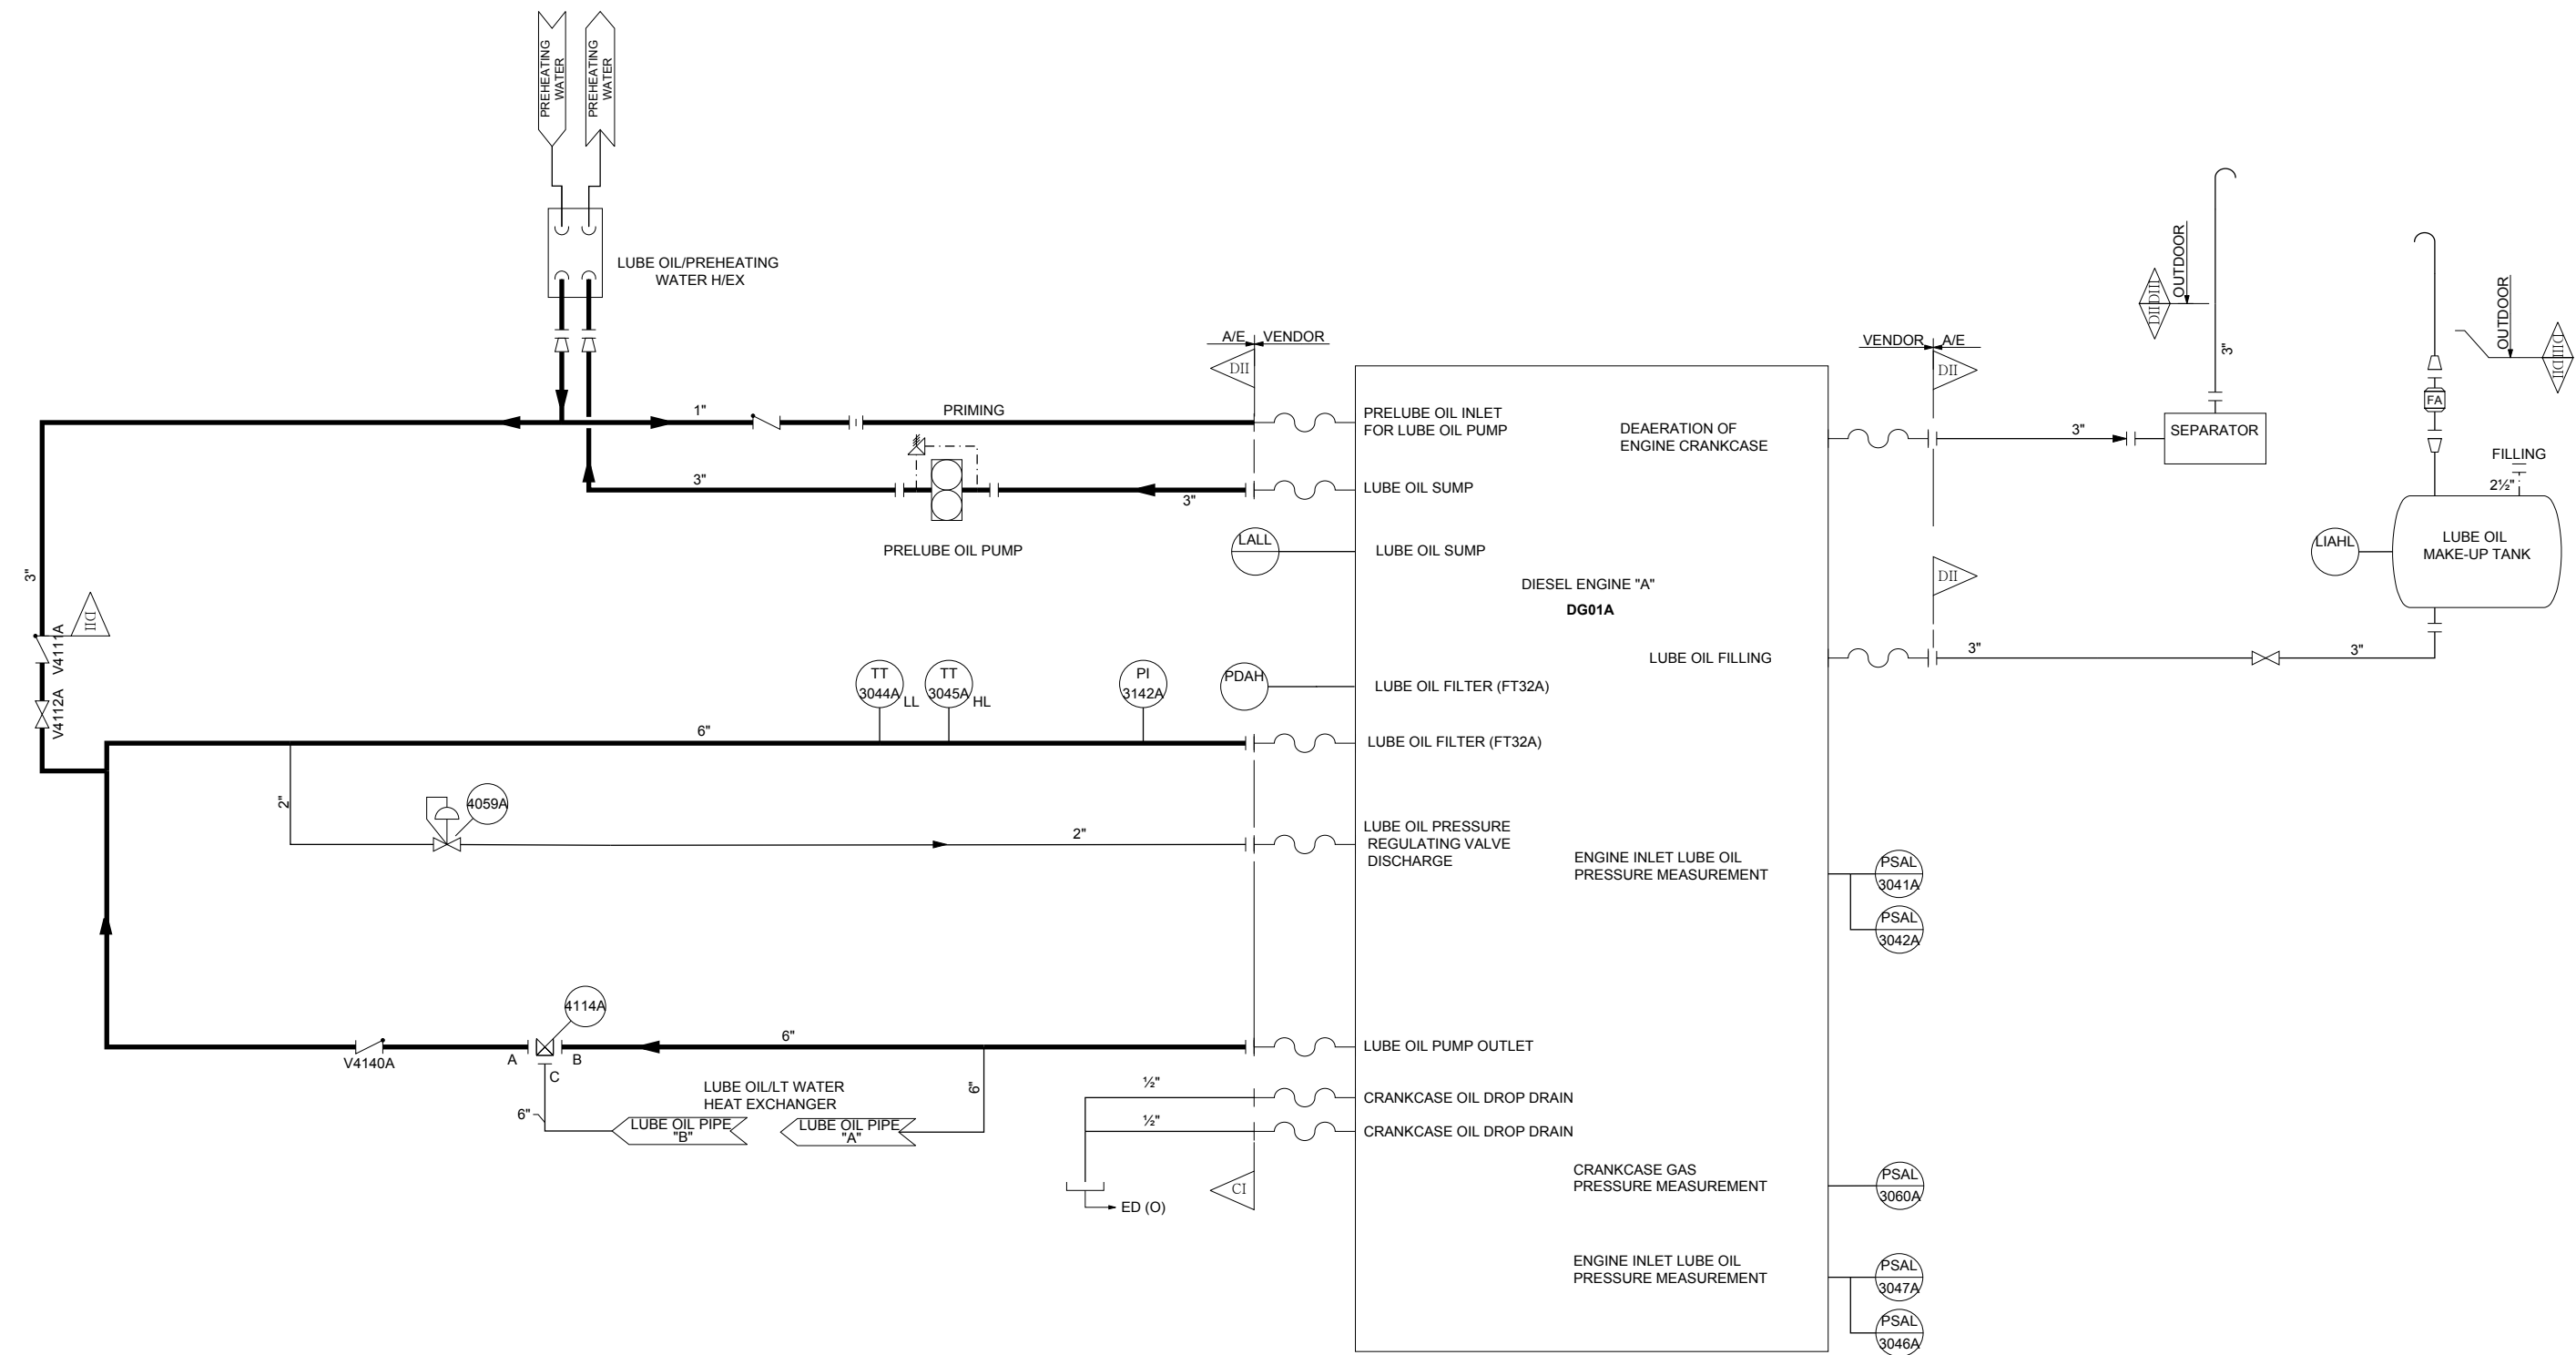 PREHEATING
WATER
PREHEATING
WATER
LUBE OIL/PREHEATING
WATER H/EX
A/E
VENDOR
DII
1"
PRIMING
3"
3"
PRELUBE OIL PUMP
PRELUBE OIL INLET
FOR LUBE OIL PUMP
LUBE OIL SUMP
LALL
LUBE OIL SUMP
DIESEL ENGINE "A"
DG01A
DEAERATION OF
ENGINE CRANKCASE
VENDOR
A/E
DII
3"
SEPARATOR
3"
OUTDOOR
DII
DIII
OUTDOOR
DIII
DII
FA
FILLING
2½"
LUBE OIL
MAKE-UP TANK
LIAHL
DII
LUBE OIL FILLING
3"
3"
3"
DII
V4111A
V4112A
TT
3044A
LL
TT
3045A
HL
PI
3142A
PDAH
LUBE OIL FILTER (FT32A)
6"
LUBE OIL FILTER (FT32A)
2"
4059A
2"
LUBE OIL PRESSURE
REGULATING VALVE
DISCHARGE
ENGINE INLET LUBE OIL
PRESSURE MEASUREMENT
PSAL
3041A
PSAL
3042A
4114A
6"
V4140A
A
B
C
LUBE OIL PUMP OUTLET
6"
6"
LUBE OIL/LT WATER
HEAT EXCHANGER
LUBE OIL PIPE
"B"
LUBE OIL PIPE
"A"
½"
CRANKCASE OIL DROP DRAIN
½"
CRANKCASE OIL DROP DRAIN
CI
ED (O)
CRANKCASE GAS
PRESSURE MEASUREMENT
PSAL
3060A
ENGINE INLET LUBE OIL
PRESSURE MEASUREMENT
PSAL
3047A
PSAL
3046A